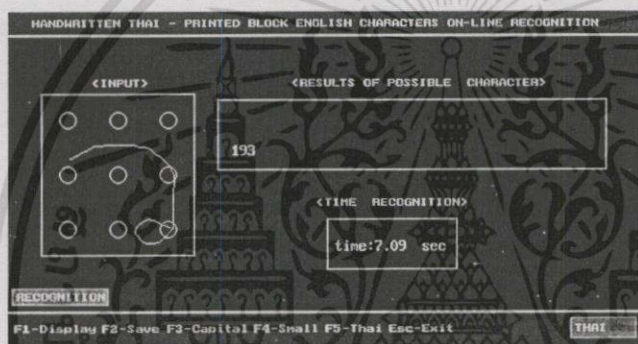 HANDWRITTEN THAI - PRINTED BLOCK ENGLISH CHARACTERS ON-LINE RECOGNITION
<INPUT>
<RESULTS OF POSSIBLE CHARACTER>
193
<TIME RECOGNITION>
time:7.09 sec
RECOGNITION
F1-Display F2-Save F3-Capital F4-Small F5-Thai Esc-Exit
THAI